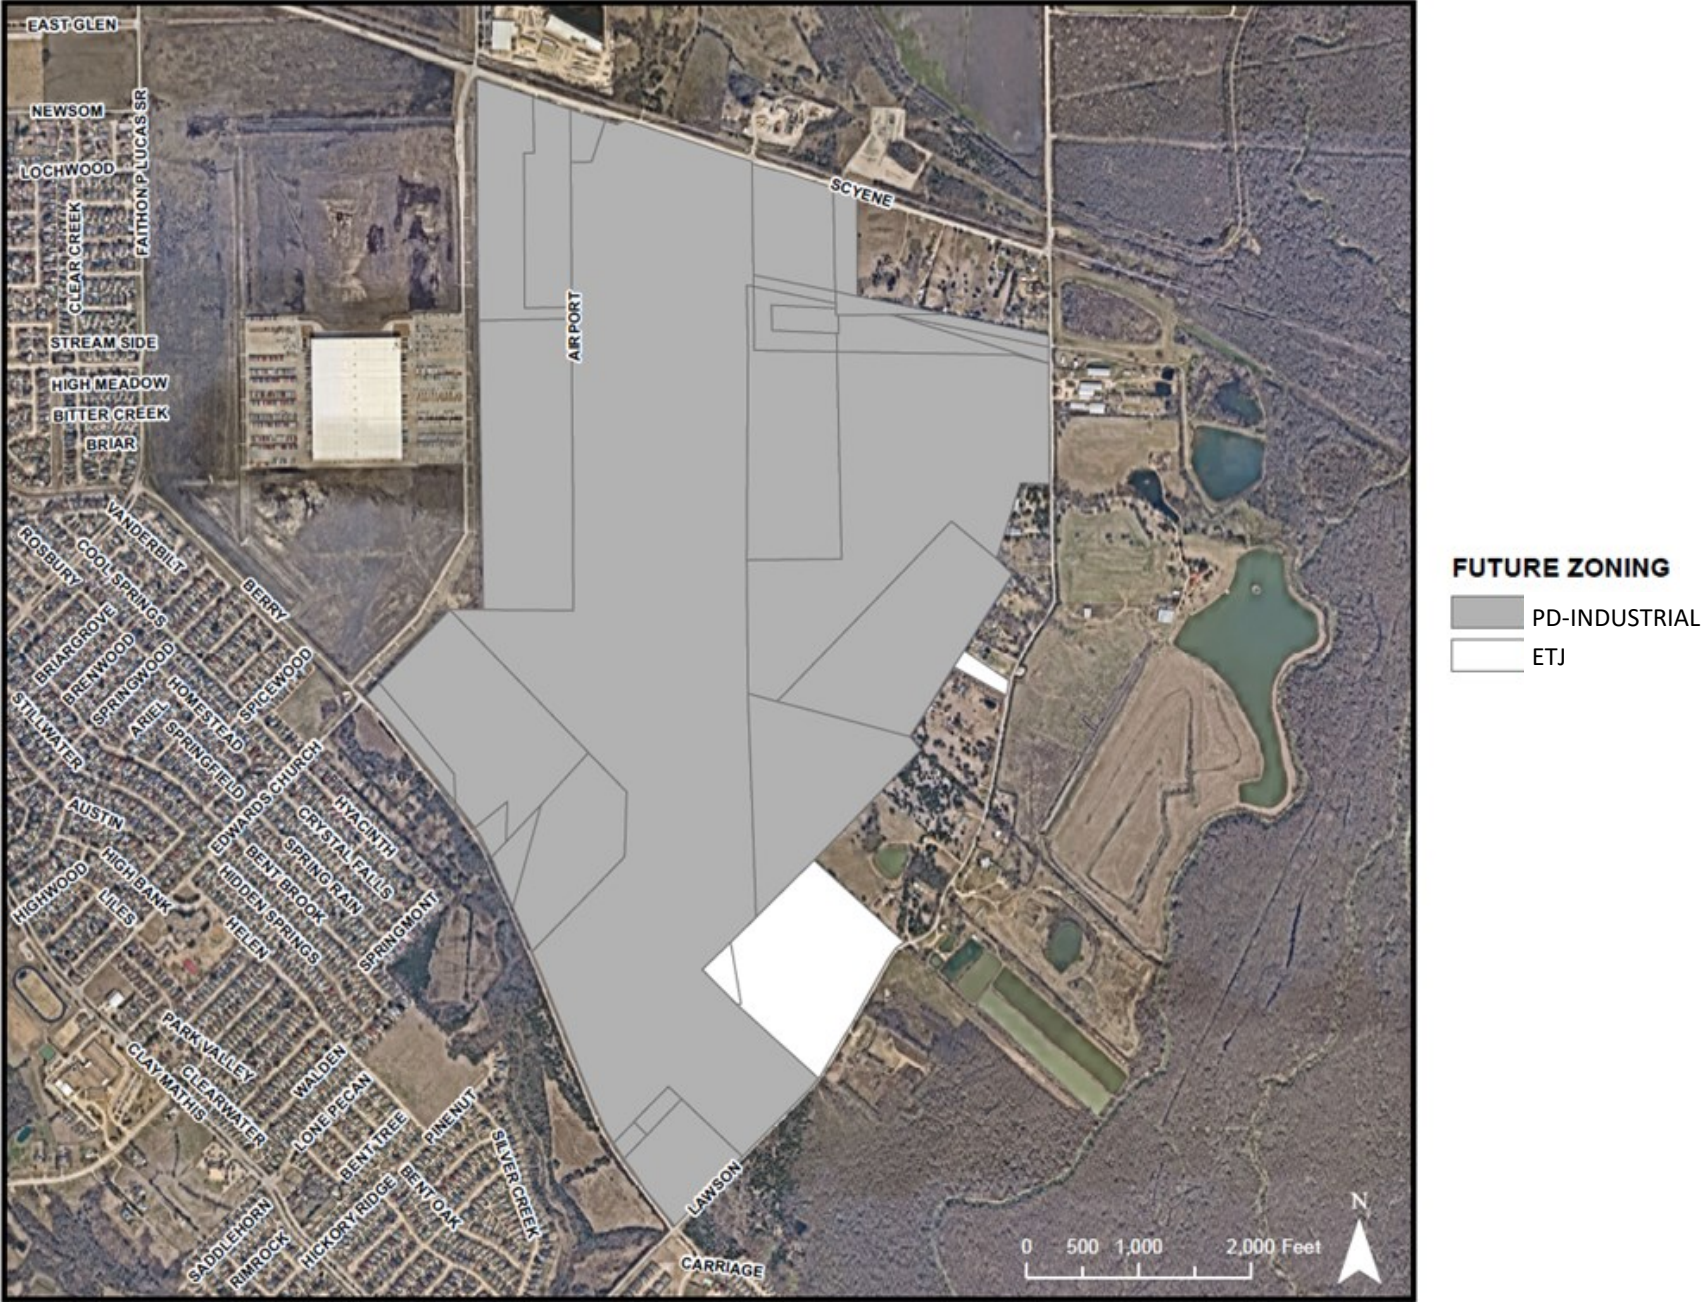 EAST GLEN
NEWSOM
FAITHON P LUCAS SR
LOCHWOOD
CLEAR CREEK
SCYENE
AIRPORT
STREAM SIDE
HIGH MEADOW
BITTER CREEK
BRIAR
VANDERBILT
ROSBURY
COOL SPRINGS
BERRY
BRIARGROVE
BRENWOOD
SPRINGWOOD
HOMESTEAD
SPICEWOOD
STILLWATER
ARIEL
SPRINGFIELD
EDWARDS CHURCH
AUSTIN
HYACINTH
CRYSTAL FALLS
SPRING RAIN
BENT BROOK
HIDDEN SPRINGS
HIGH BANK
HIGHWOOD
LILES
HELEN
SPRINGMONT
PARK VALLEY
CLAY MATHIS
CLEARWATER
WALDEN
LONE PECAN
BENT TREE
PINE NUT
SILVER CREEK
BENT OAK
HICKORY RIDGE
SADDLEHORN
RIMROCK
LAWSON
CARRIAGE
FUTURE ZONING
PD-INDUSTRIAL
ETJ
N
0 500 1,000 2,000 Feet